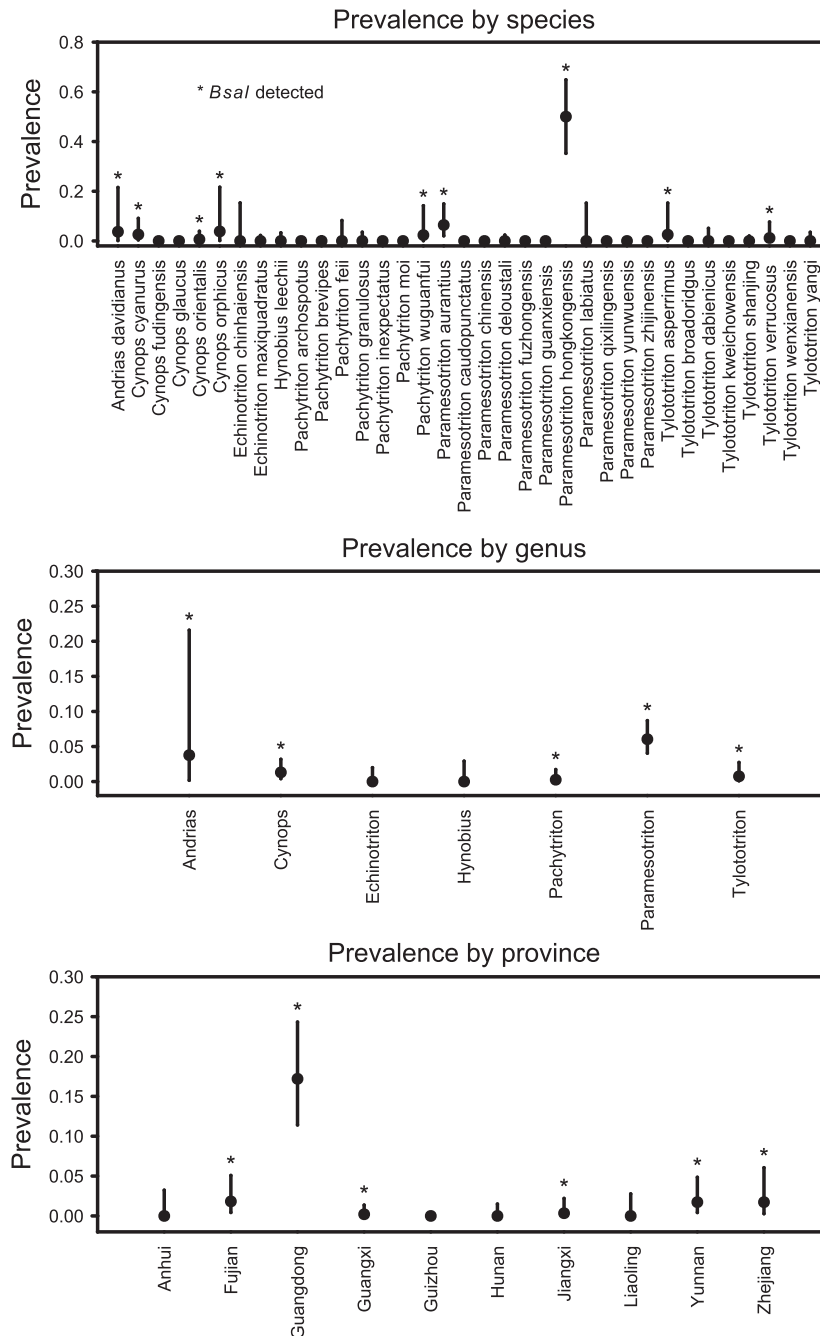 Prevalence by species
Prevalence
0.8
0.6
0.4
0.2
0.0
* Bsal detected
* * * * * * * * * *
Andrias davidianus
Cynops cyanurus
Cynops fudingensis
Cynops glaucus
Cynops orientalis
Cynops orphicus
Echinotriton chinhaiensis
Echinotriton maxiquadratus
Hynobius leechii
Pachytriton archospotus
Pachytriton brevipes
Pachytriton feii
Pachytriton granulosus
Pachytriton inexpectatus
Pachytriton moi
Pachytriton wuguanfui
Paramesotriton aurantius
Paramesotriton caudopunctatus
Paramesotriton chinensis
Paramesotriton deloustali
Paramesotriton fuzhongensis
Paramesotriton guanxiensis
Paramesotriton hongkongensis
Paramesotriton labiatus
Paramesotriton qixilingensis
Paramesotriton yunwuensis
Paramesotriton zhijinensis
Tylototriton asperrimus
Tylototriton broadoridgus
Tylototriton dabienicus
Tylototriton kweichowensis
Tylototriton shanjing
Tylototriton verrucosus
Tylototriton wenxianensis
Tylototriton yangi
Prevalence by genus
Prevalence
0.30
0.25
0.20
0.15
0.10
0.05
0.00
* * * * *
Andrias
Cynops
Echinotriton
Hynobius
Pachytriton
Paramesotriton
Tylototriton
Prevalence by province
Prevalence
0.30
0.25
0.20
0.15
0.10
0.05
0.00
* * * * * *
Anhui
Fujian
Guangdong
Guangxi
Guizhou
Hunan
Jiangxi
Liaoling
Yunnan
Zhejiang